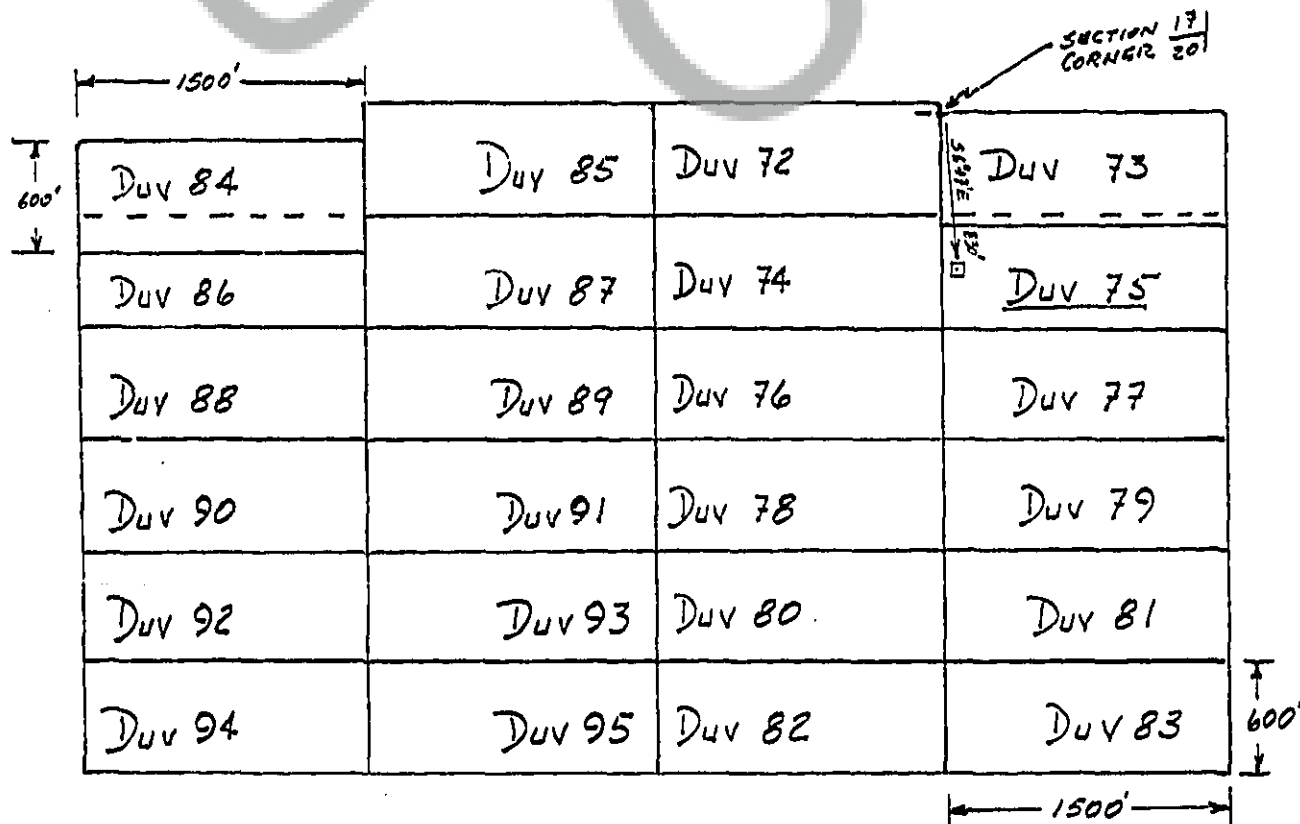 SECTION 17/20
CORNER
1500'
600'
Duv 84
Duv 85
Duv 72
Duv 73
Duv 86
Duv 87
Duv 74
830'
Duv 75
Duv 88
Duv 89
Duv 76
Duv 77
Duv 90
Duv 91
Duv 78
Duv 79
Duv 92
Duv 93
Duv 80
Duv 81
Duv 94
Duv 95
Duv 82
Duv 83
600'
1500'